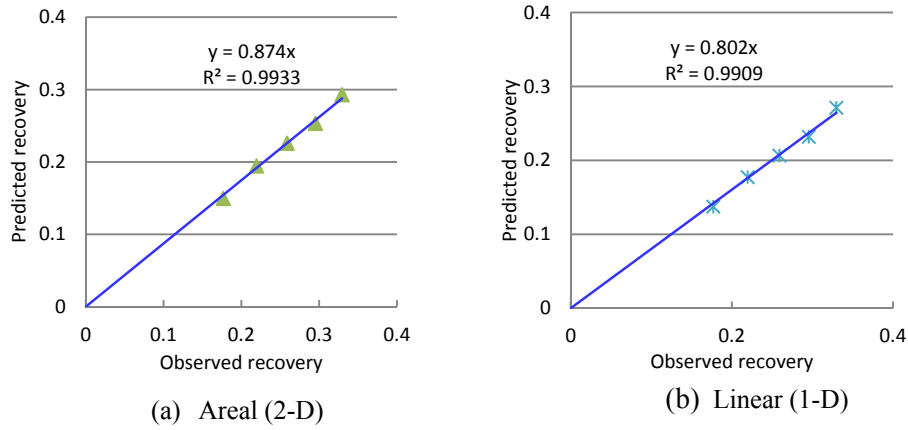 0.4
0.3
0.2
0.1
0
Predicted recovery
y = 0.874x
R² = 0.9933
0 0.1 0.2 0.3 0.4
Observed recovery
(a) Areal (2-D)
0.4
0.3
0.2
0.1
0
Predicted recovery
y = 0.802x
R² = 0.9909
0 0.2 0.4
Observed recovery
(b) Linear (1-D)